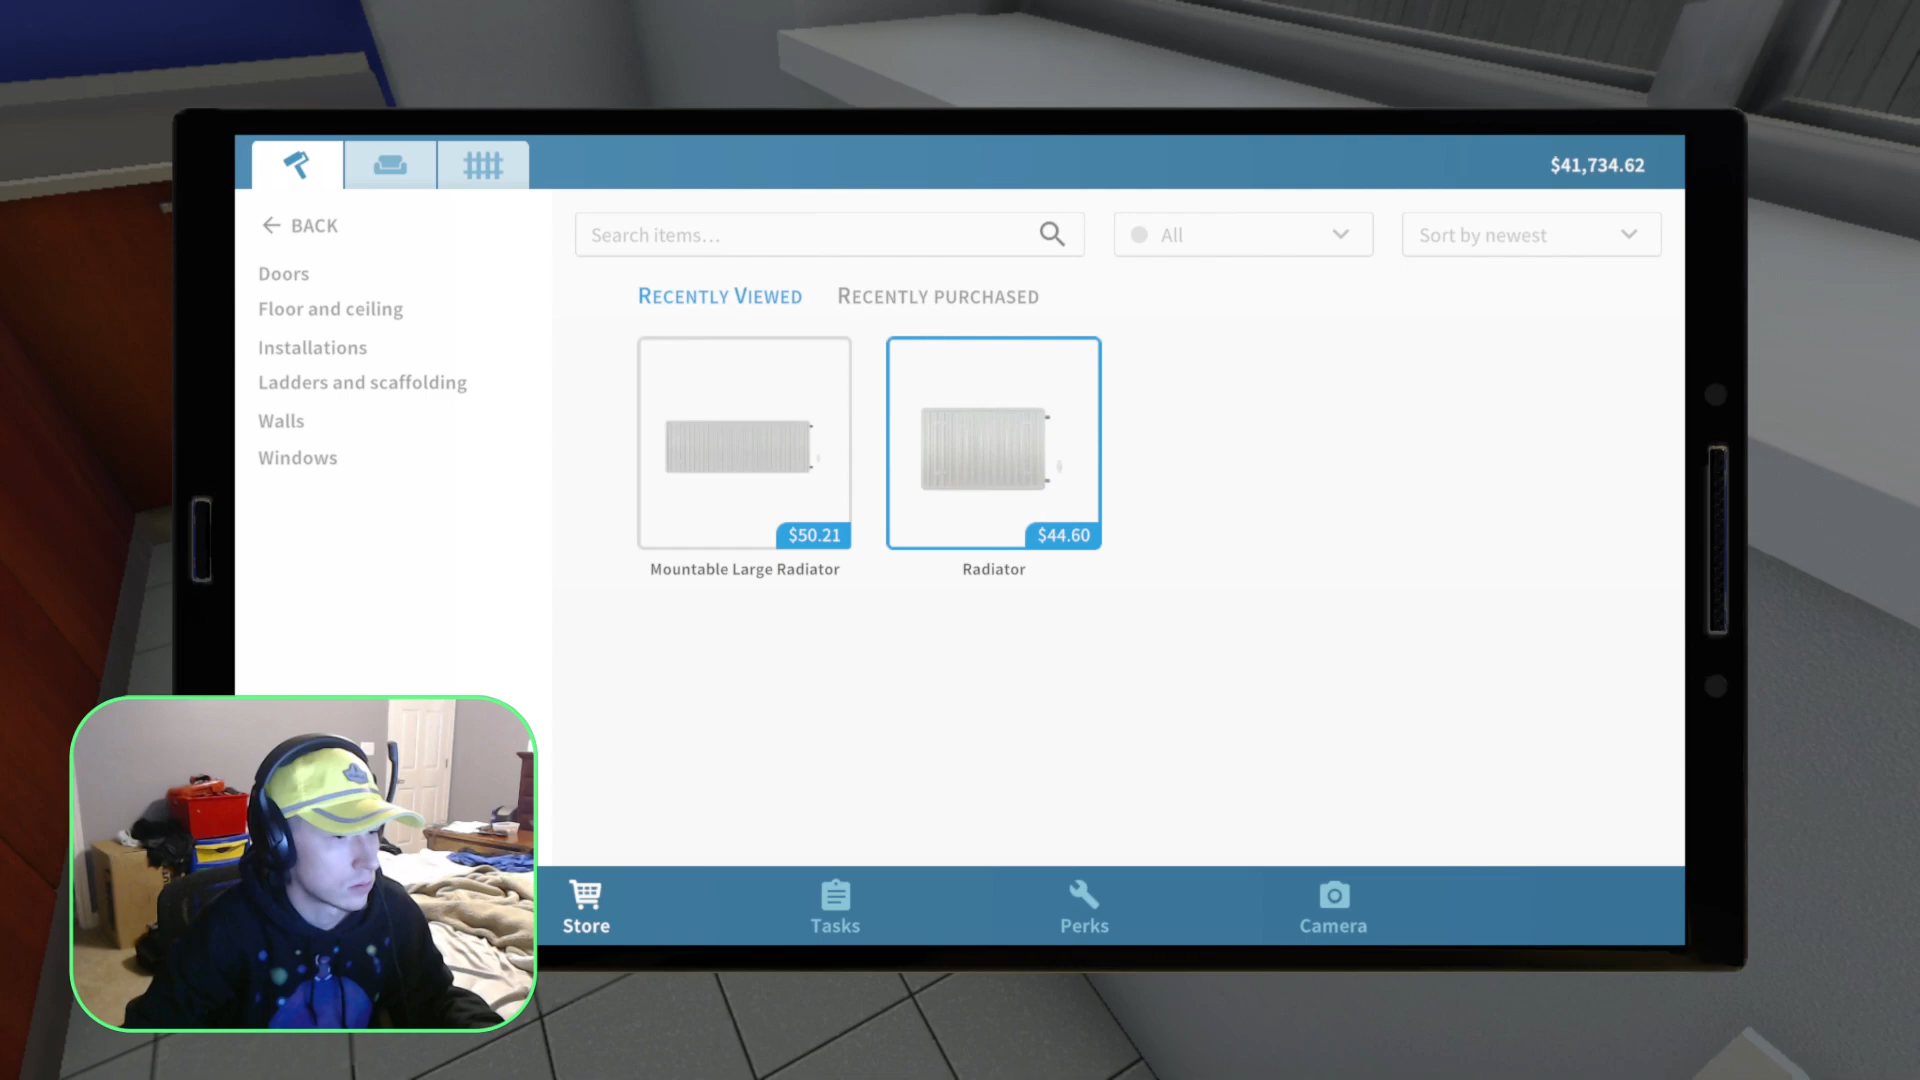 $41,734.62
BACK
Search items...
All
Sort by newest
Doors
Floor and ceiling
Installations
Ladders and scaffolding
Walls
Windows
RECENTLY VIEWED
RECENTLY PURCHASED
$50.21
Mountable Large Radiator
$44.60
Radiator
Store
Tasks
Perks
Camera